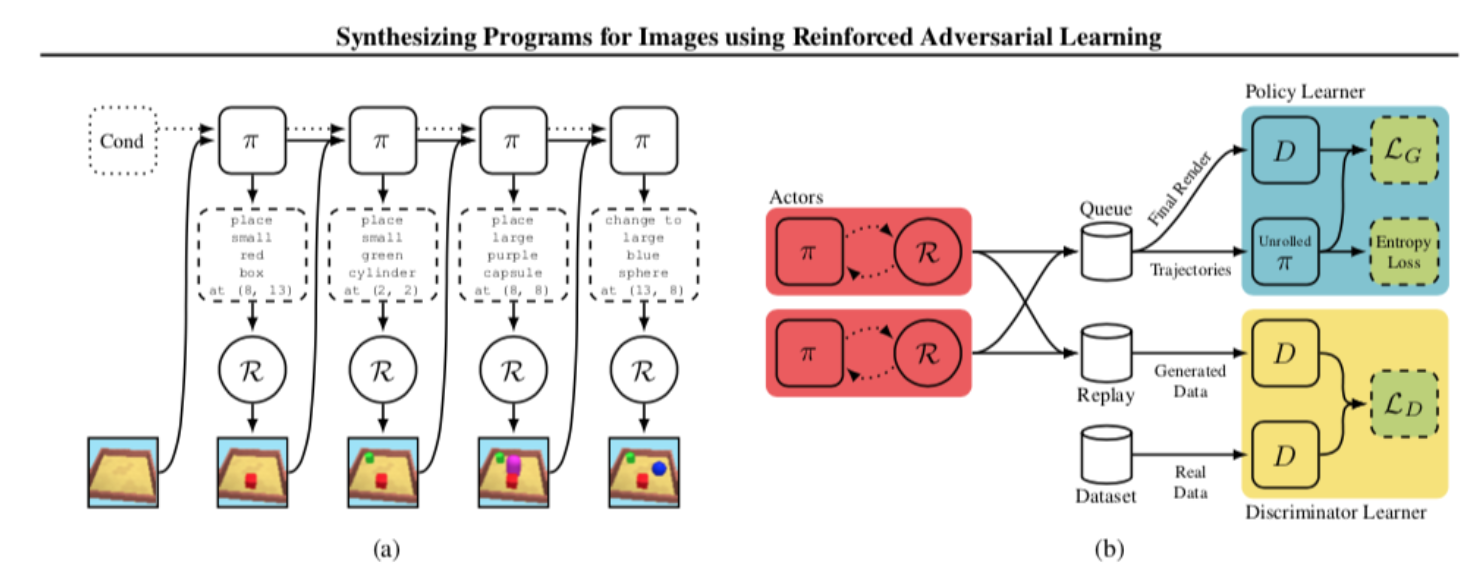 Synthesizing Programs for Images using Reinforced Adversarial Learning
Cond
π
π
π
π
place
small
red
box
at (8, 13)
place
small
green
cylinder
at (2, 2)
place
large
purple
capsule
at (8, 8)
change to
large
blue
sphere
at (13, 8)
R
R
R
R
(a)
Actors
π
R
π
R
Queue
Replay
Dataset
Final Render
Trajectories
Generated
Data
Real
Data
Policy Learner
D
ℒG
Unrolled
π
Entropy
Loss
D
D
ℒD
Discriminator Learner
(b)